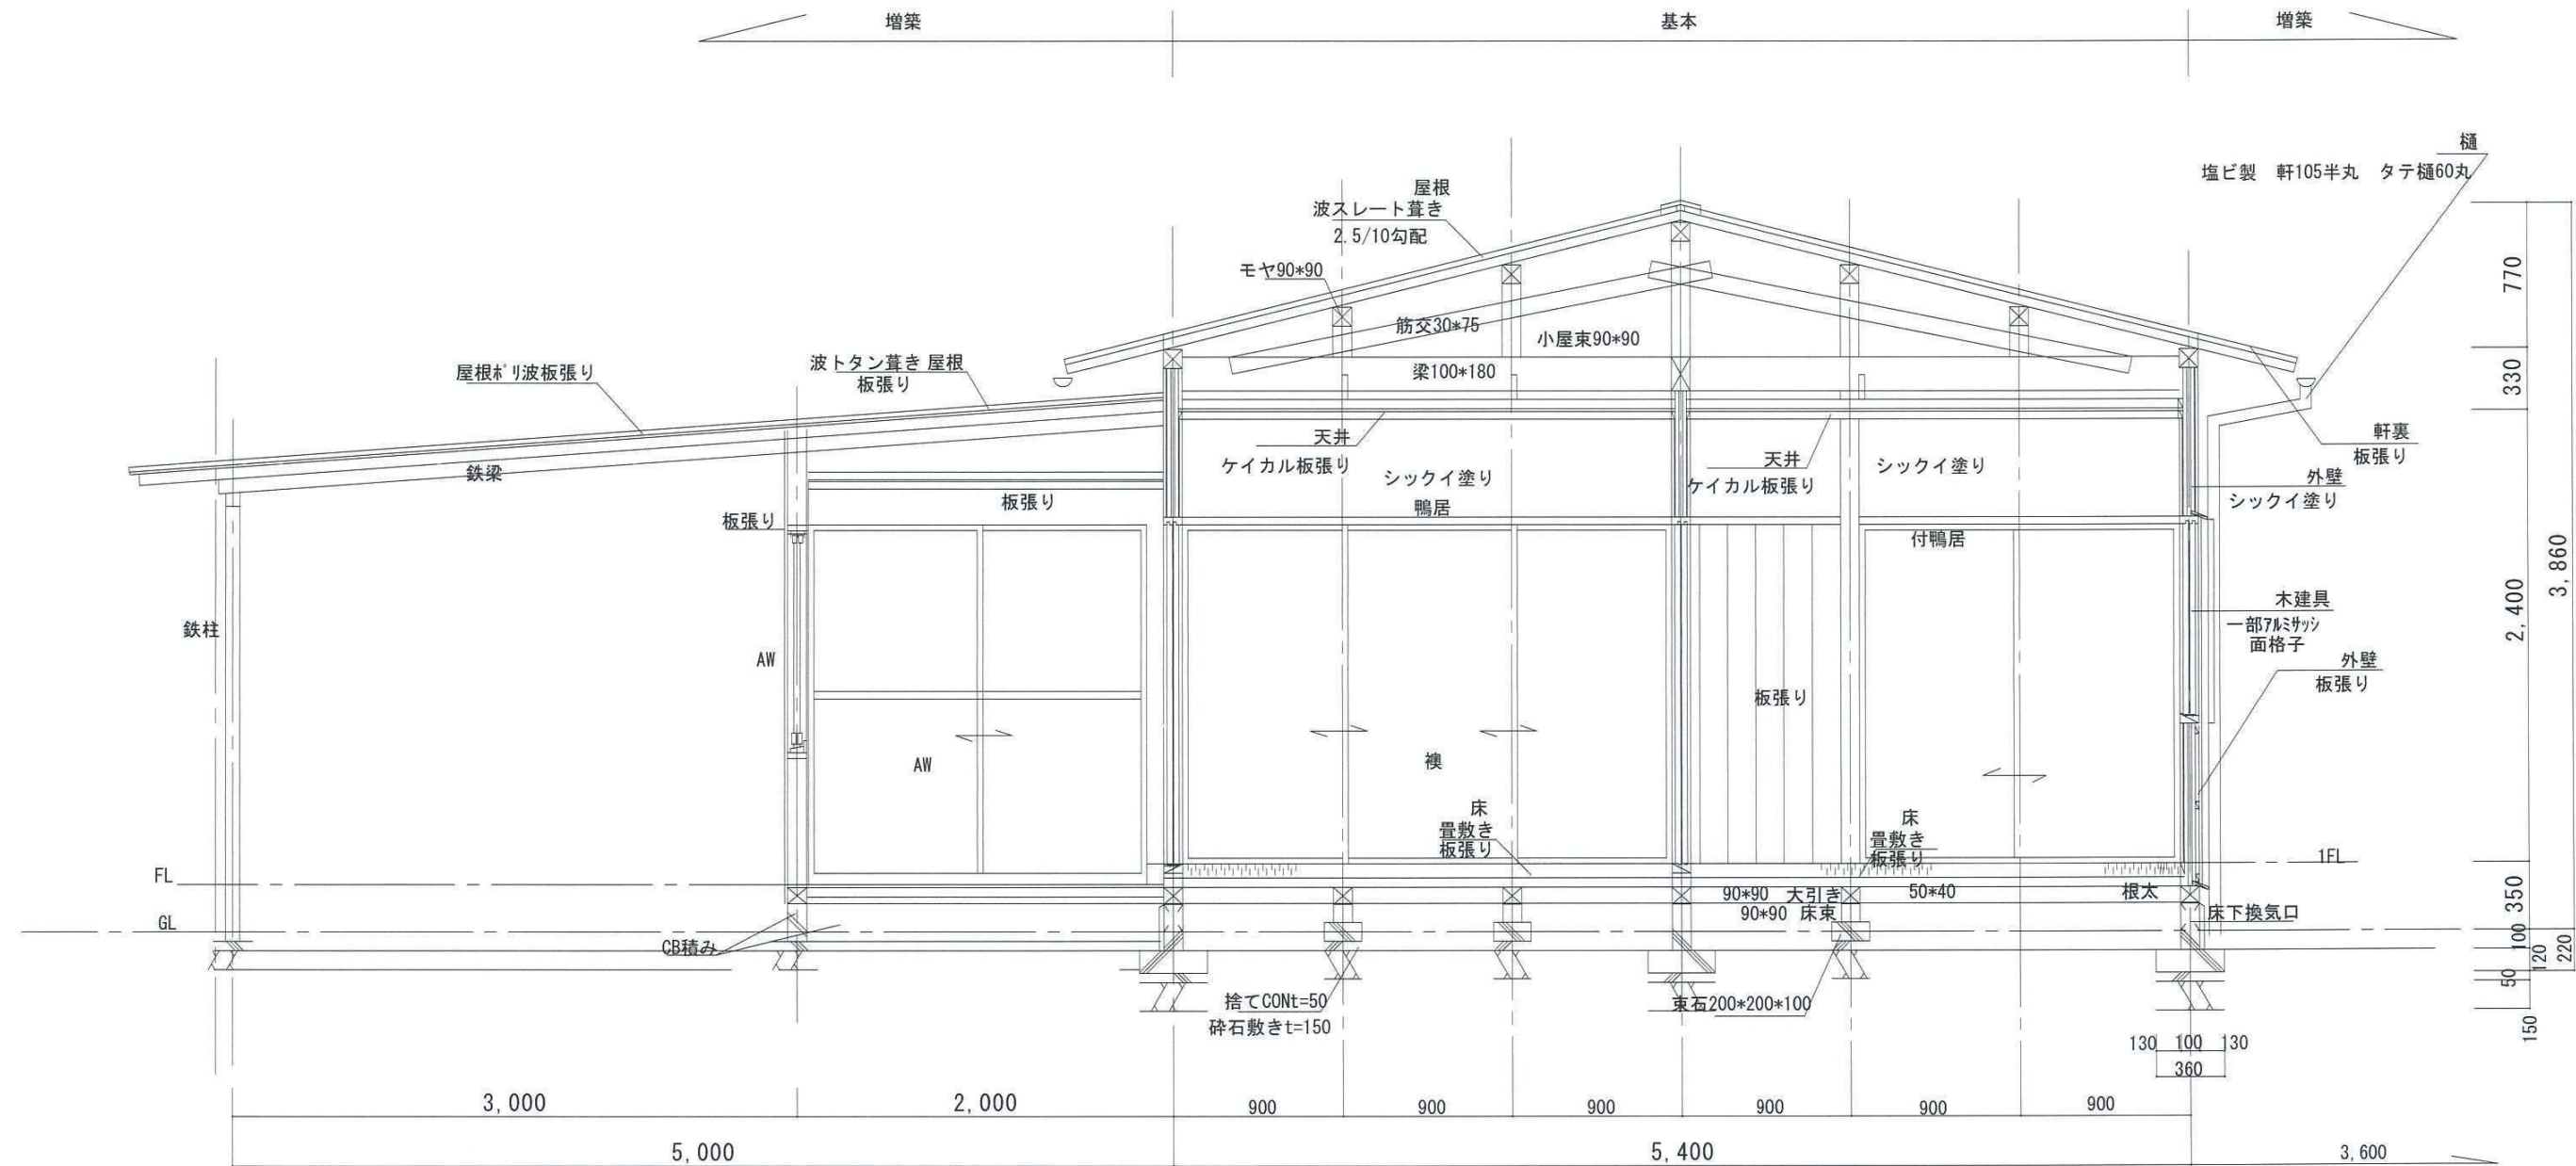 増築
基本
増築
樋
塩ビ製 軒105半丸 タテ樋60丸
屋根
波スレート葺き
2.5/10勾配
モヤ90*90
筋交30*75
小屋束90*90
梁100*180
屋根ﾎﾟﾘ波板張り
波トタン葺き 屋根
板張り
鉄梁
天井
ケイカル板張り
シックイ塗り
鴨居
天井
ケイカル板張り
シックイ塗り
軒裏
板張り
外壁
シックイ塗り
板張り
板張り
付鴨居
鉄柱
AW
AW
襖
板張り
木建具
一部ｱﾙﾐｻｯｼ
面格子
外壁
板張り
床
畳敷き
板張り
床
畳敷き
板張り
FL
1FL
GL
90*90 大引き
50*40
根太
90*90 床束
床下換気口
CB積み
捨てCONt=50
砕石敷きt=150
束石200*200*100
770
330
2,400
3,860
350
100
120
220
50
150
130 100 130
360
3,000
2,000
900
900
900
900
900
900
5,000
5,400
3,600